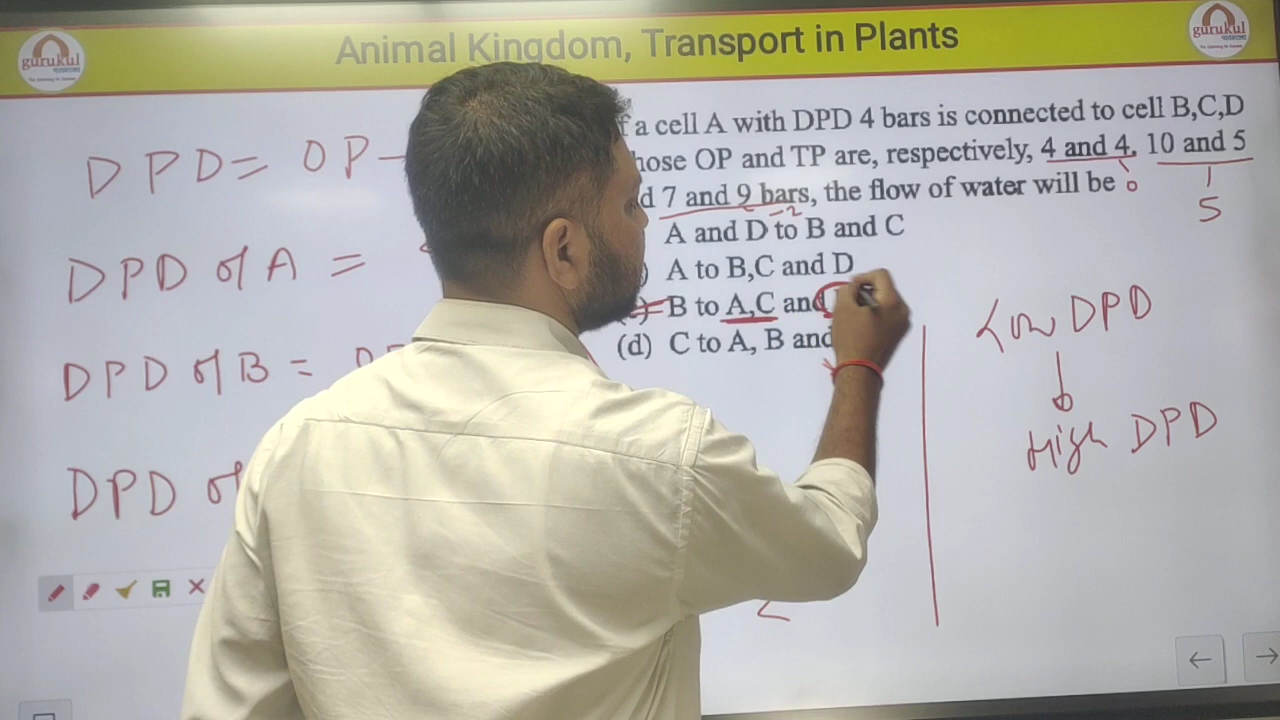 Animal Kingdom, Transport in Plants
gurukul
gurukul
f a cell A with DPD 4 bars is connected to cell B,C,D
hose OP and TP are, respectively, 4 and 4, 10 and 5
d 7 and 9 bars, the flow of water will be
0
5
-2
A and D to B and C
) A to B,C and D
B to A,C and
(d) C to A, B and
DPD = OP -
DPD of A =
DPD of B =
DPD of
Low DPD
↓
High DPD